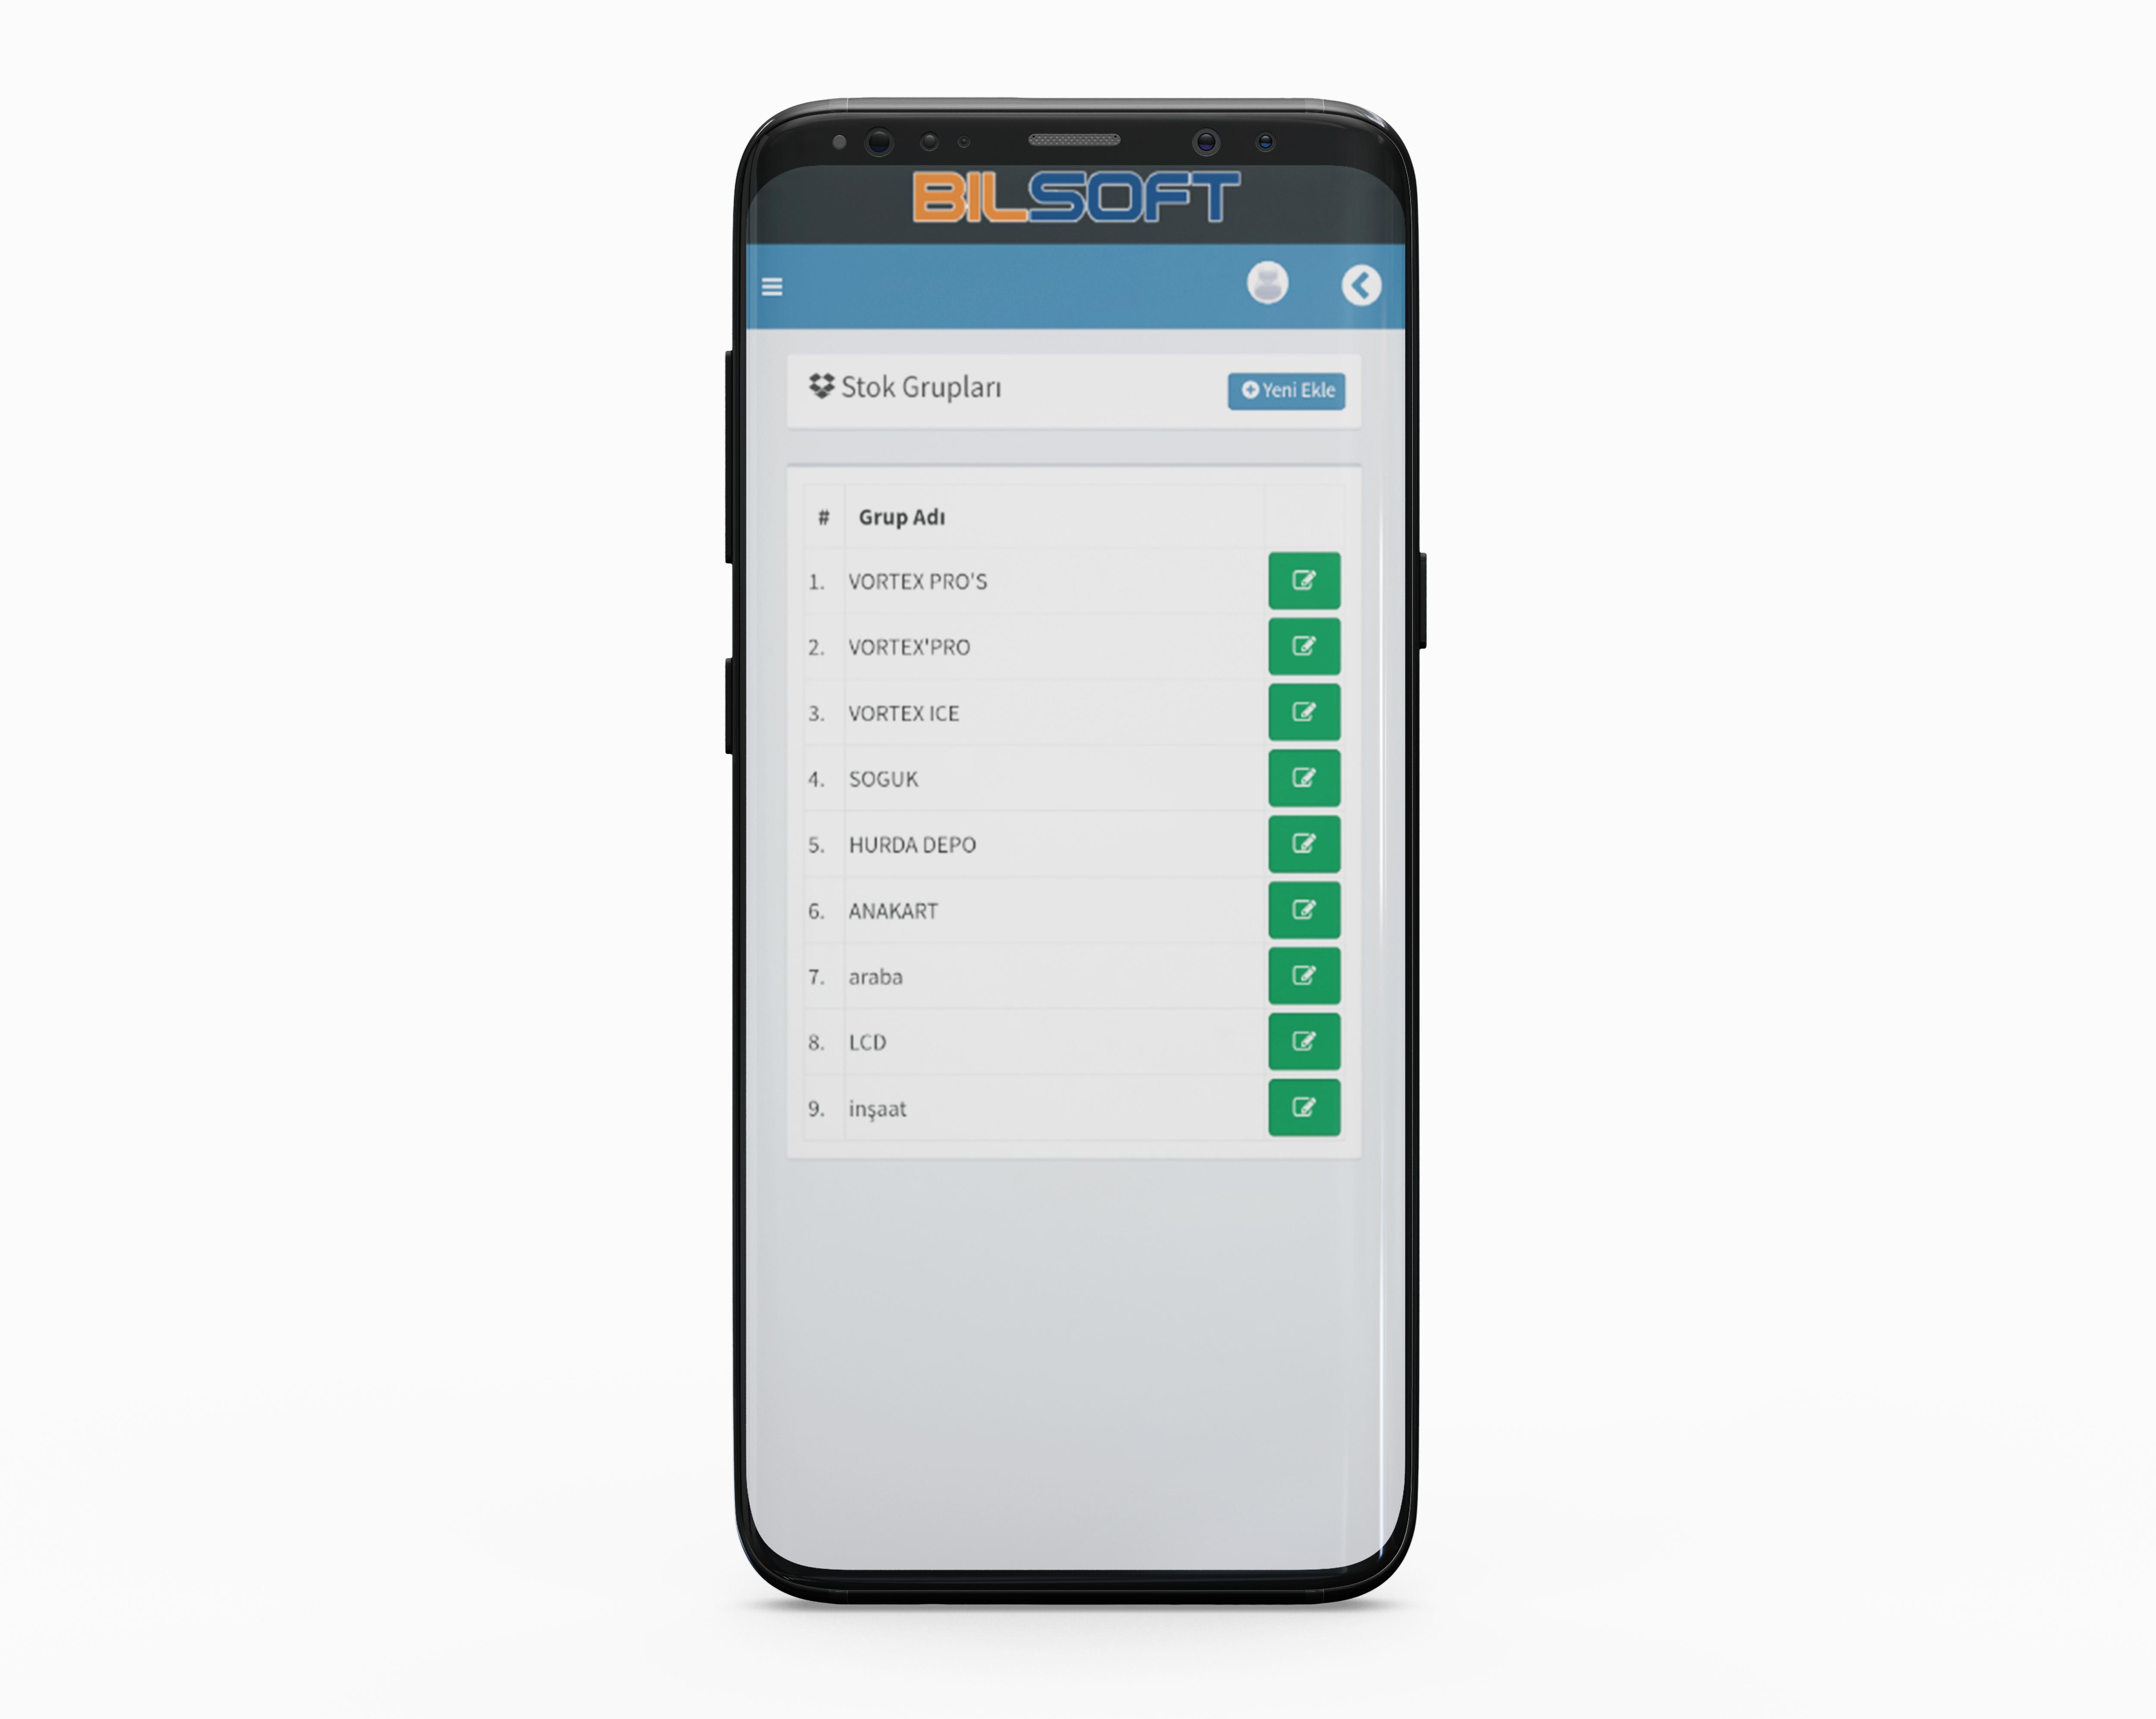 BILSOFT
Stok Grupları
Yeni Ekle
# Grup Adı
1. VORTEX PRO'S
2. VORTEX'PRO
3. VORTEX ICE
4. SOGUK
5. HURDA DEPO
6. ANAKART
7. araba
8. LCD
9. inşaat